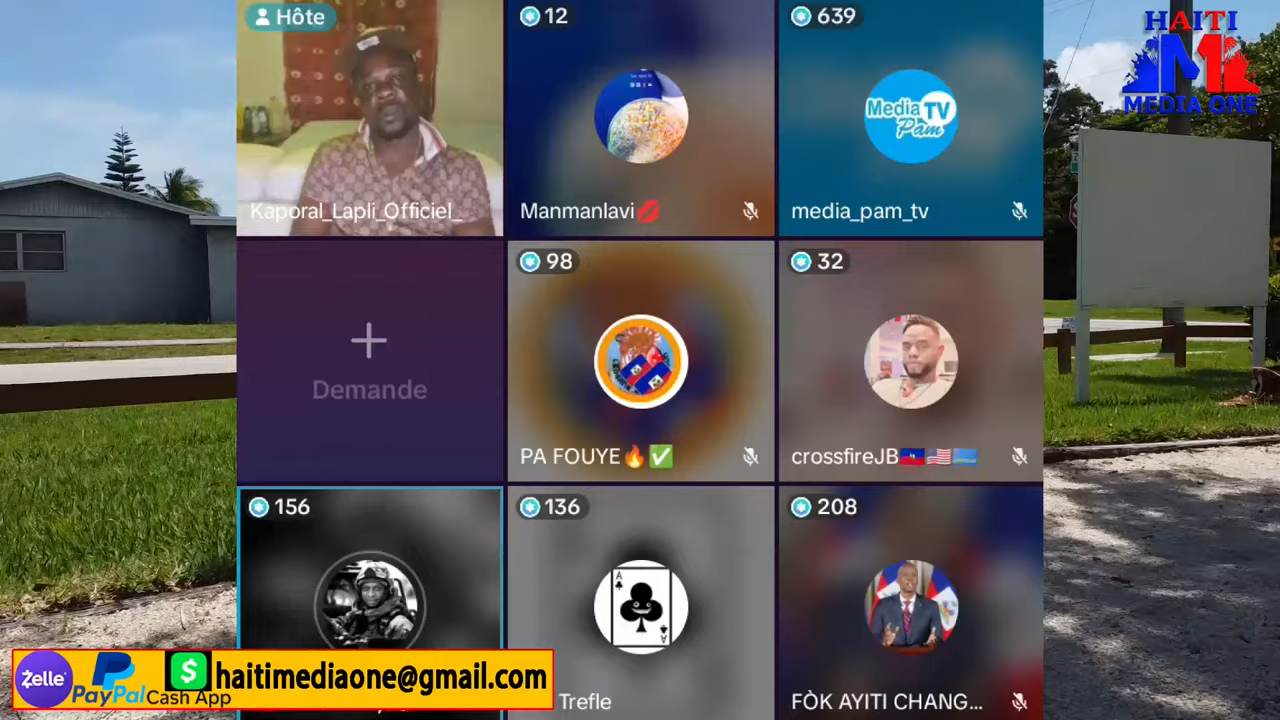 Hôte
12
639
HAITI
M
MEDIA ONE
Media TV
Pam
Kaporal_Lapli_Officiel_
Manmanlavi💋
media_pam_tv
98
32
Demande
PA FOUYE🔥✅
crossfireJB🇭🇹🇺🇸🇦🇼
156
136
208
A
A
Zelle
PayPal
$
Cash App
haitimediaone@gmail.com
Trefle
FÒK AYITI CHANG...